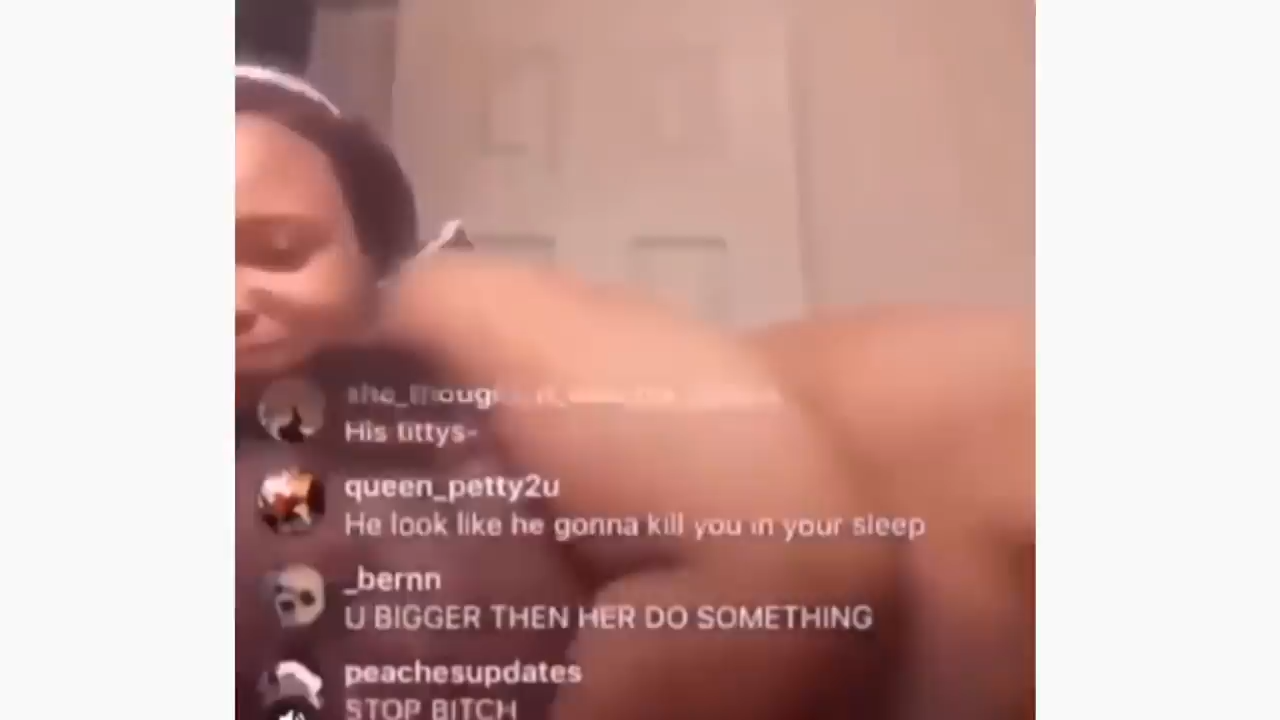 His tittys-
queen_petty2u
He look like he gonna kill you in your sleep
_bernn
U BIGGER THEN HER DO SOMETHING
peachesupdates
STOP BITCH